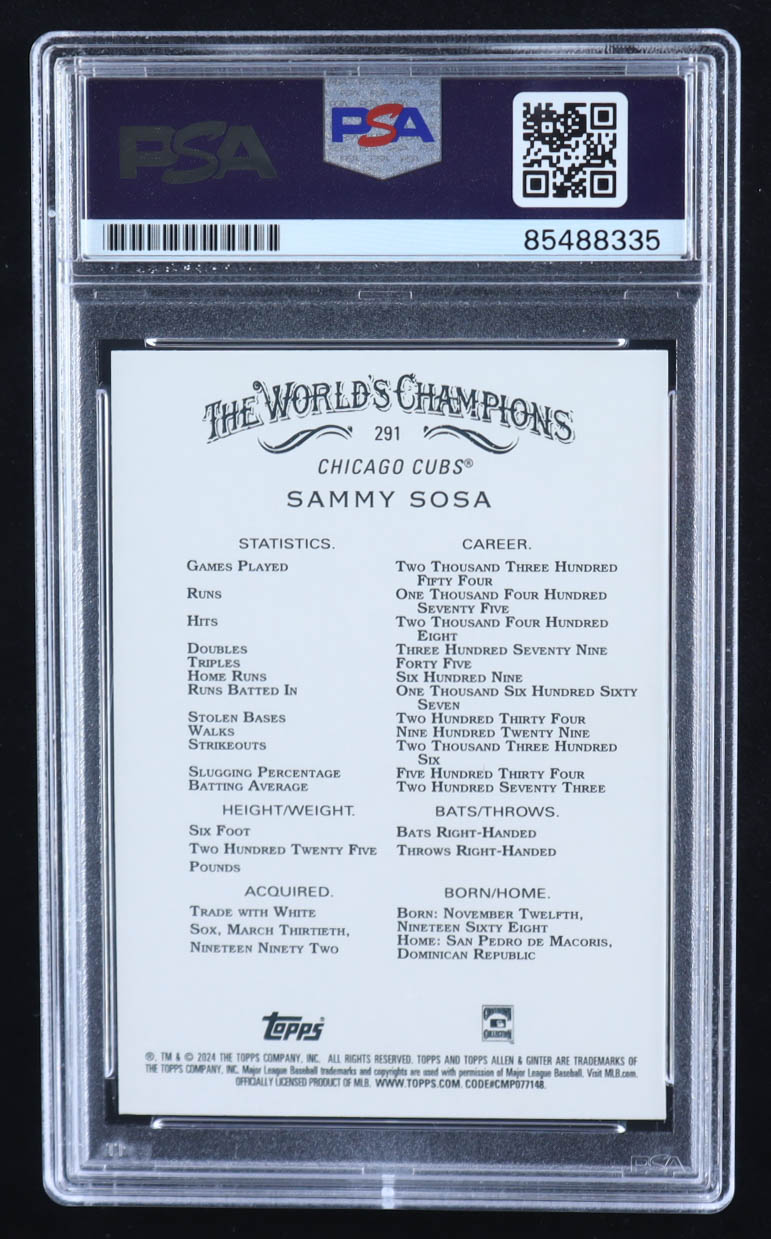 PSA PSA
85488335
THE WORLD'S CHAMPIONS
291
CHICAGO CUBS®
SAMMY SOSA
STATISTICS. CAREER.
GAMES PLAYED TWO THOUSAND THREE HUNDRED
FIFTY FOUR
RUNS ONE THOUSAND FOUR HUNDRED
SEVENTY FIVE
HITS TWO THOUSAND FOUR HUNDRED
EIGHT
DOUBLES THREE HUNDRED SEVENTY NINE
TRIPLES FORTY FIVE
HOME RUNS SIX HUNDRED NINE
RUNS BATTED IN ONE THOUSAND SIX HUNDRED SIXTY
SEVEN
STOLEN BASES TWO HUNDRED THIRTY FOUR
WALKS NINE HUNDRED TWENTY NINE
STRIKEOUTS TWO THOUSAND THREE HUNDRED
SIX
SLUGGING PERCENTAGE FIVE HUNDRED THIRTY FOUR
BATTING AVERAGE TWO HUNDRED SEVENTY THREE
HEIGHT/WEIGHT. BATS/THROWS.
SIX FOOT BATS RIGHT-HANDED
TWO HUNDRED TWENTY FIVE THROWS RIGHT-HANDED
POUNDS
ACQUIRED. BORN/HOME.
TRADE WITH WHITE BORN: NOVEMBER TWELFTH,
SOX, MARCH THIRTIETH, NINETEEN SIXTY EIGHT
NINETEEN NINETY TWO HOME: SAN PEDRO DE MACORIS,
DOMINICAN REPUBLIC
Topps®
®, TM & © 2024 THE TOPPS COMPANY, INC. ALL RIGHTS RESERVED. TOPPS AND TOPPS ALLEN & GINTER ARE TRADEMARKS OF
THE TOPPS COMPANY, INC. Major League Baseball trademarks and copyrights are used with permission of Major League Baseball. Visit MLB.com.
OFFICIALLY LICENSED PRODUCT OF MLB. WWW.TOPPS.COM. CODE#CMP077148.
PSA